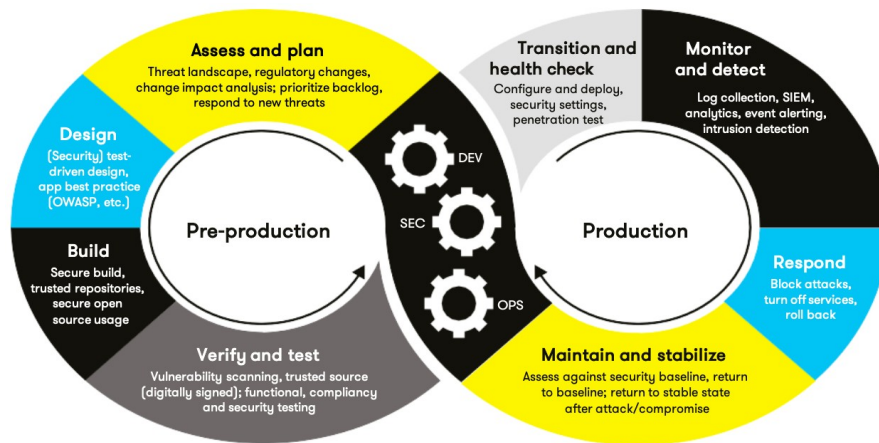 Assess and plan
Threat landscape, regulatory changes,
change impact analysis; prioritize backlog,
respond to new threats
Design
(Security) test-
driven design,
app best practice
(OWASP, etc.)
Build
Secure build,
trusted repositories,
secure open
source usage
Verify and test
Vulnerability scanning, trusted source
(digitally signed); functional, compliancy
and security testing
Pre-production
DEV
SEC
OPS
Transition and
health check
Configure and deploy,
security settings,
penetration test
Monitor
and detect
Log collection, SIEM,
analytics, event alerting,
intrusion detection
Production
Respond
Block attacks,
turn off services,
roll back
Maintain and stabilize
Assess against security baseline, return
to baseline; return to stable state
after attack/compromise